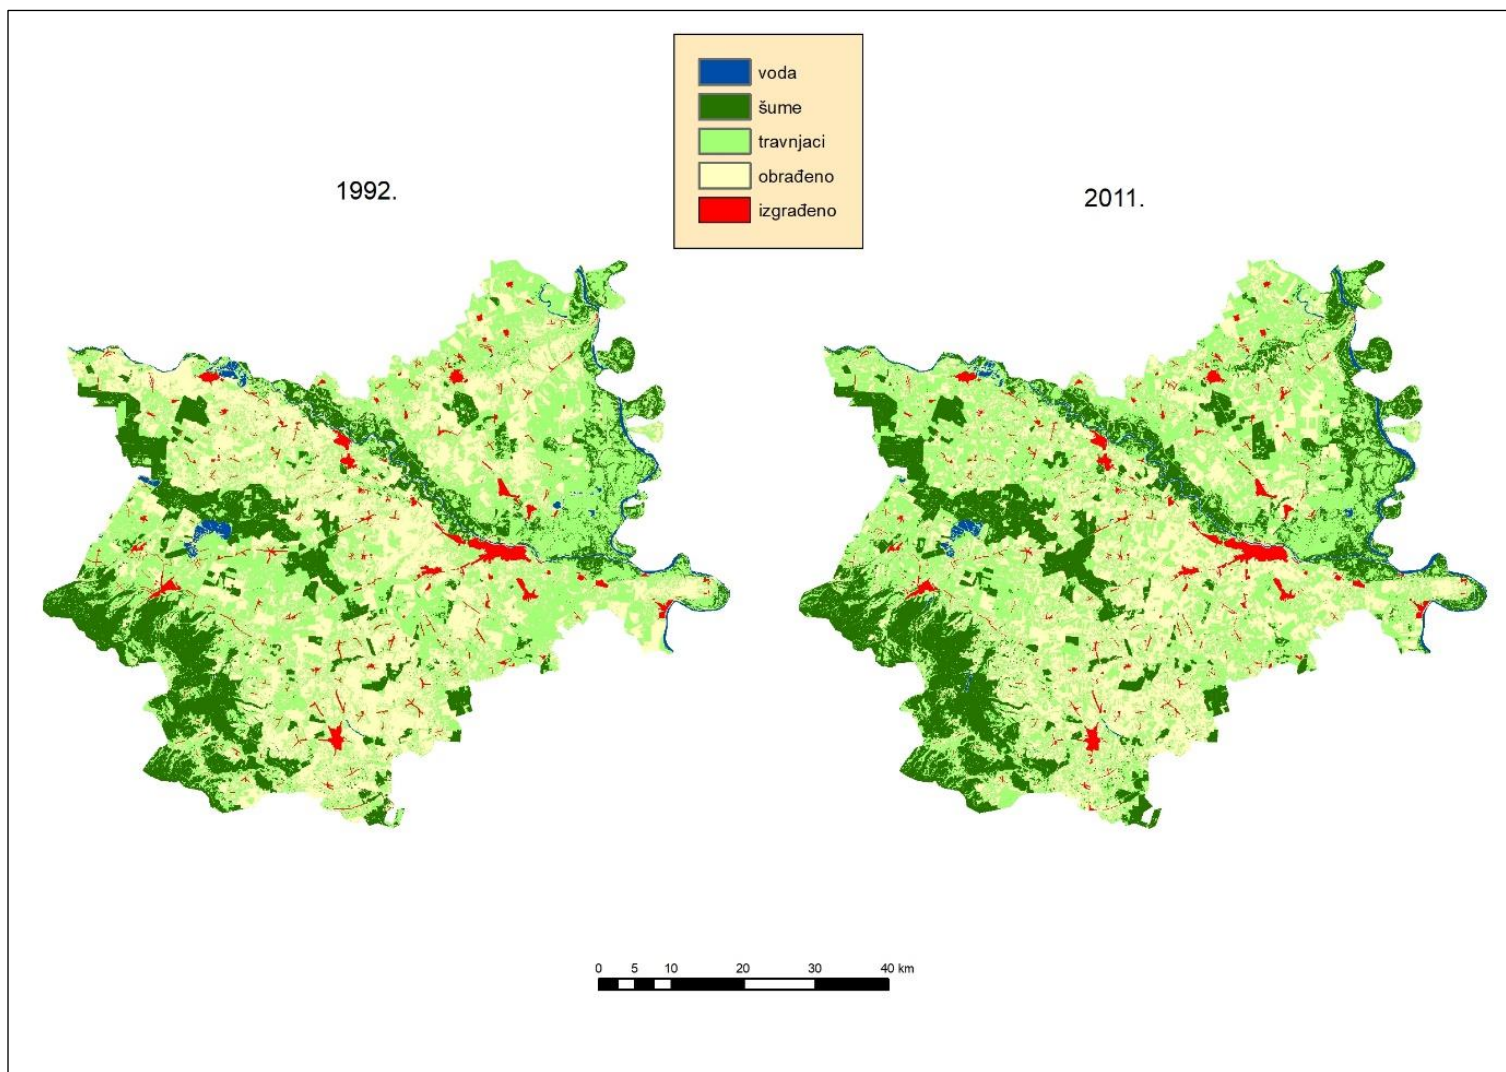 voda
šume
travnjaci
obrađeno
izgrađeno
1992.
2011.
0 5 10 20 30 40 km